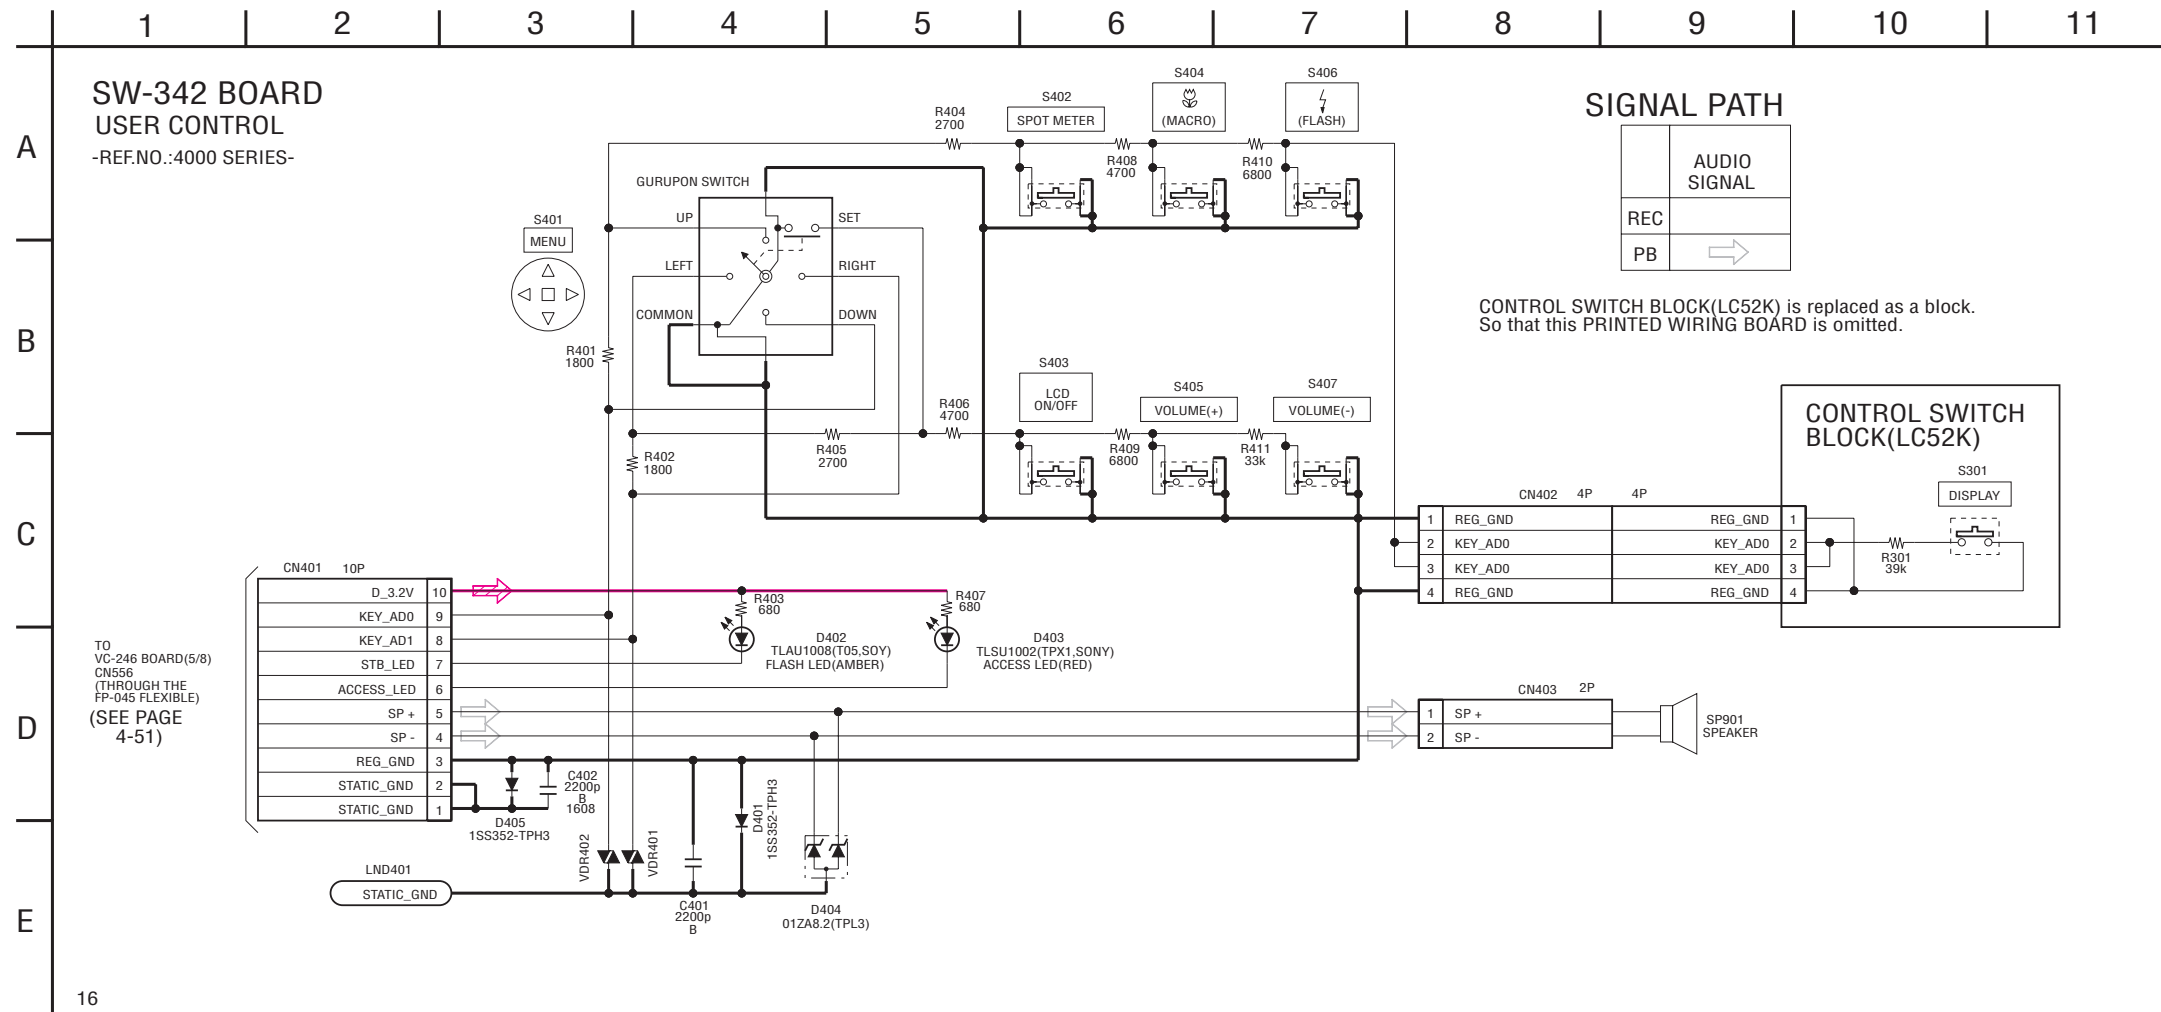 1 2 3 4 5 6 7 8 9 10 11
A
B
C
D
E
SW-342 BOARD
USER CONTROL
-REF.NO.:4000 SERIES-
S401
MENU
GURUPON SWITCH
UP
LEFT
COMMON
SET
RIGHT
DOWN
R404
2700
S402
SPOT METER
S404
(MACRO)
S406
(FLASH)
R408
4700
R410
6800
SIGNAL PATH
AUDIO
SIGNAL
REC
PB
CONTROL SWITCH BLOCK(LC52K) is replaced as a block.
So that this PRINTED WIRING BOARD is omitted.
R401
1800
R402
1800
R405
2700
R406
4700
S403
LCD
ON/OFF
S405
VOLUME(+)
S407
VOLUME(-)
R409
6800
R411
33k
CONTROL SWITCH
BLOCK(LC52K)
S301
DISPLAY
R301
39k
CN402 4P 4P
1 REG_GND REG_GND 1
2 KEY_AD0 KEY_AD0 2
3 KEY_AD0 KEY_AD0 3
4 REG_GND REG_GND 4
CN401 10P
D_3.2V 10
KEY_AD0 9
KEY_AD1 8
STB_LED 7
ACCESS_LED 6
SP + 5
SP - 4
REG_GND 3
STATIC_GND 2
STATIC_GND 1
TO
VC-246 BOARD(5/8)
CN556
(THROUGH THE
FP-045 FLEXIBLE)
(SEE PAGE
4-51)
R403
680
D402
TLAU1008(T05,SOY)
FLASH LED(AMBER)
R407
680
D403
TLSU1002(TPX1,SONY)
ACCESS LED(RED)
CN403 2P
1 SP +
2 SP -
SP901
SPEAKER
C402
2200p
B
1608
D405
1SS352-TPH3
VDR402
VDR401
D401
1SS352-TPH3
LND401
STATIC_GND
C401
2200p
B
D404
01ZA8.2(TPL3)
16